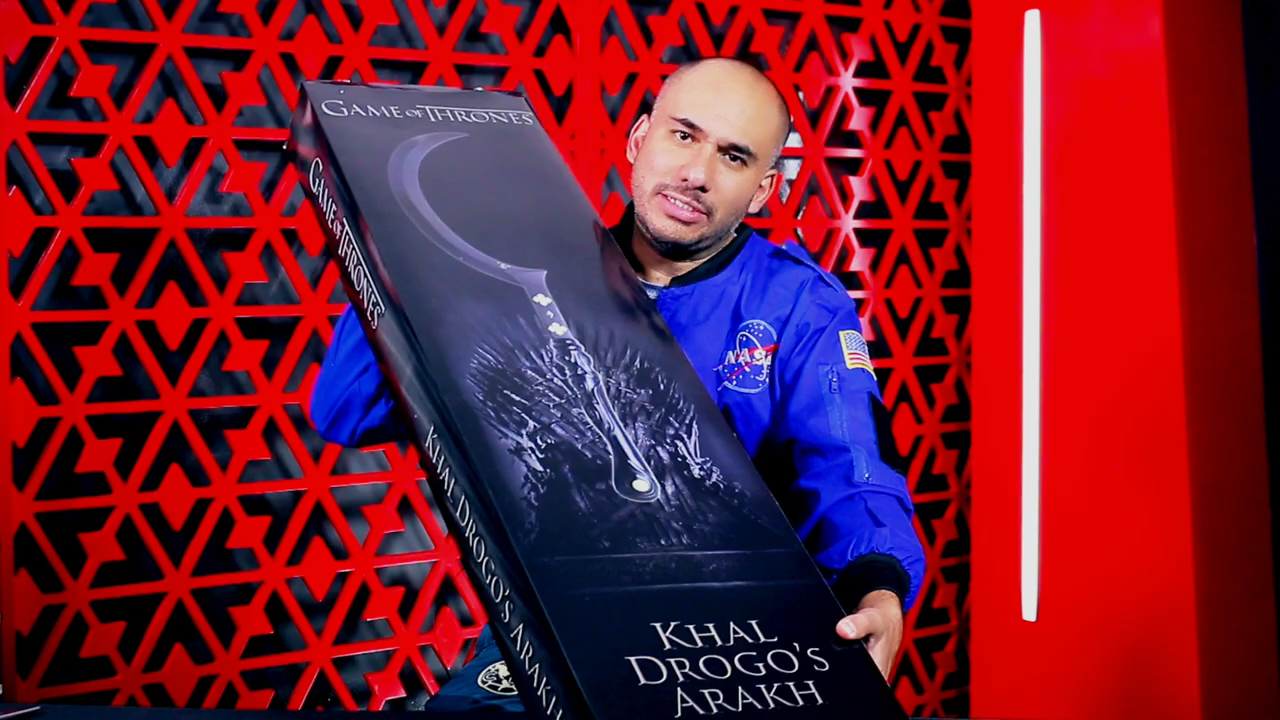 GAME OF THRONES
GAME OF THRONES
KHAL DROGO'S ARAKH
NASA
KHAL
DROGO'S
ARAKH